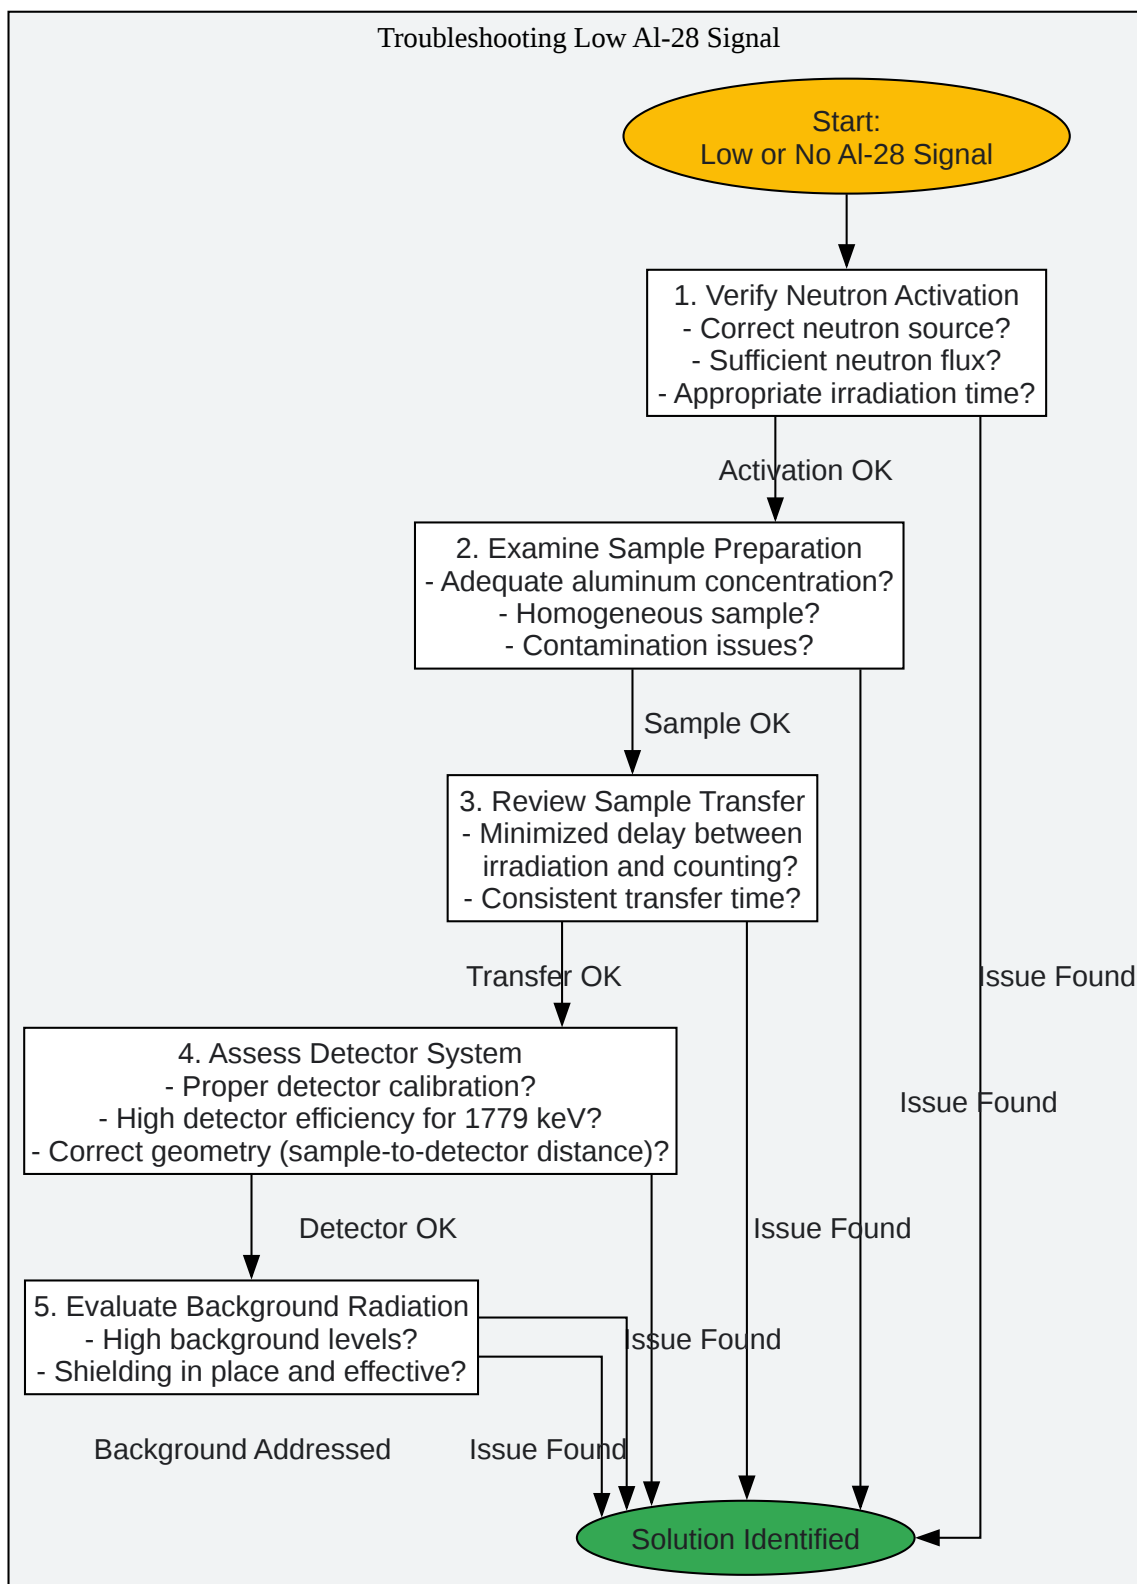 Troubleshooting Low Al-28 Signal
Start:
Low or No Al-28 Signal
1. Verify Neutron Activation
- Correct neutron source?
- Sufficient neutron flux?
- Appropriate irradiation time?
Activation OK
2. Examine Sample Preparation
- Adequate aluminum concentration?
- Homogeneous sample?
- Contamination issues?
Sample OK
3. Review Sample Transfer
- Minimized delay between
irradiation and counting?
- Consistent transfer time?
Transfer OK
Issue Found
4. Assess Detector System
- Proper detector calibration?
- High detector efficiency for 1779 keV?
- Correct geometry (sample-to-detector distance)?
Issue Found
Detector OK
Issue Found
5. Evaluate Background Radiation
- High background levels?
- Shielding in place and effective?
Issue Found
Background Addressed
Issue Found
Solution Identified